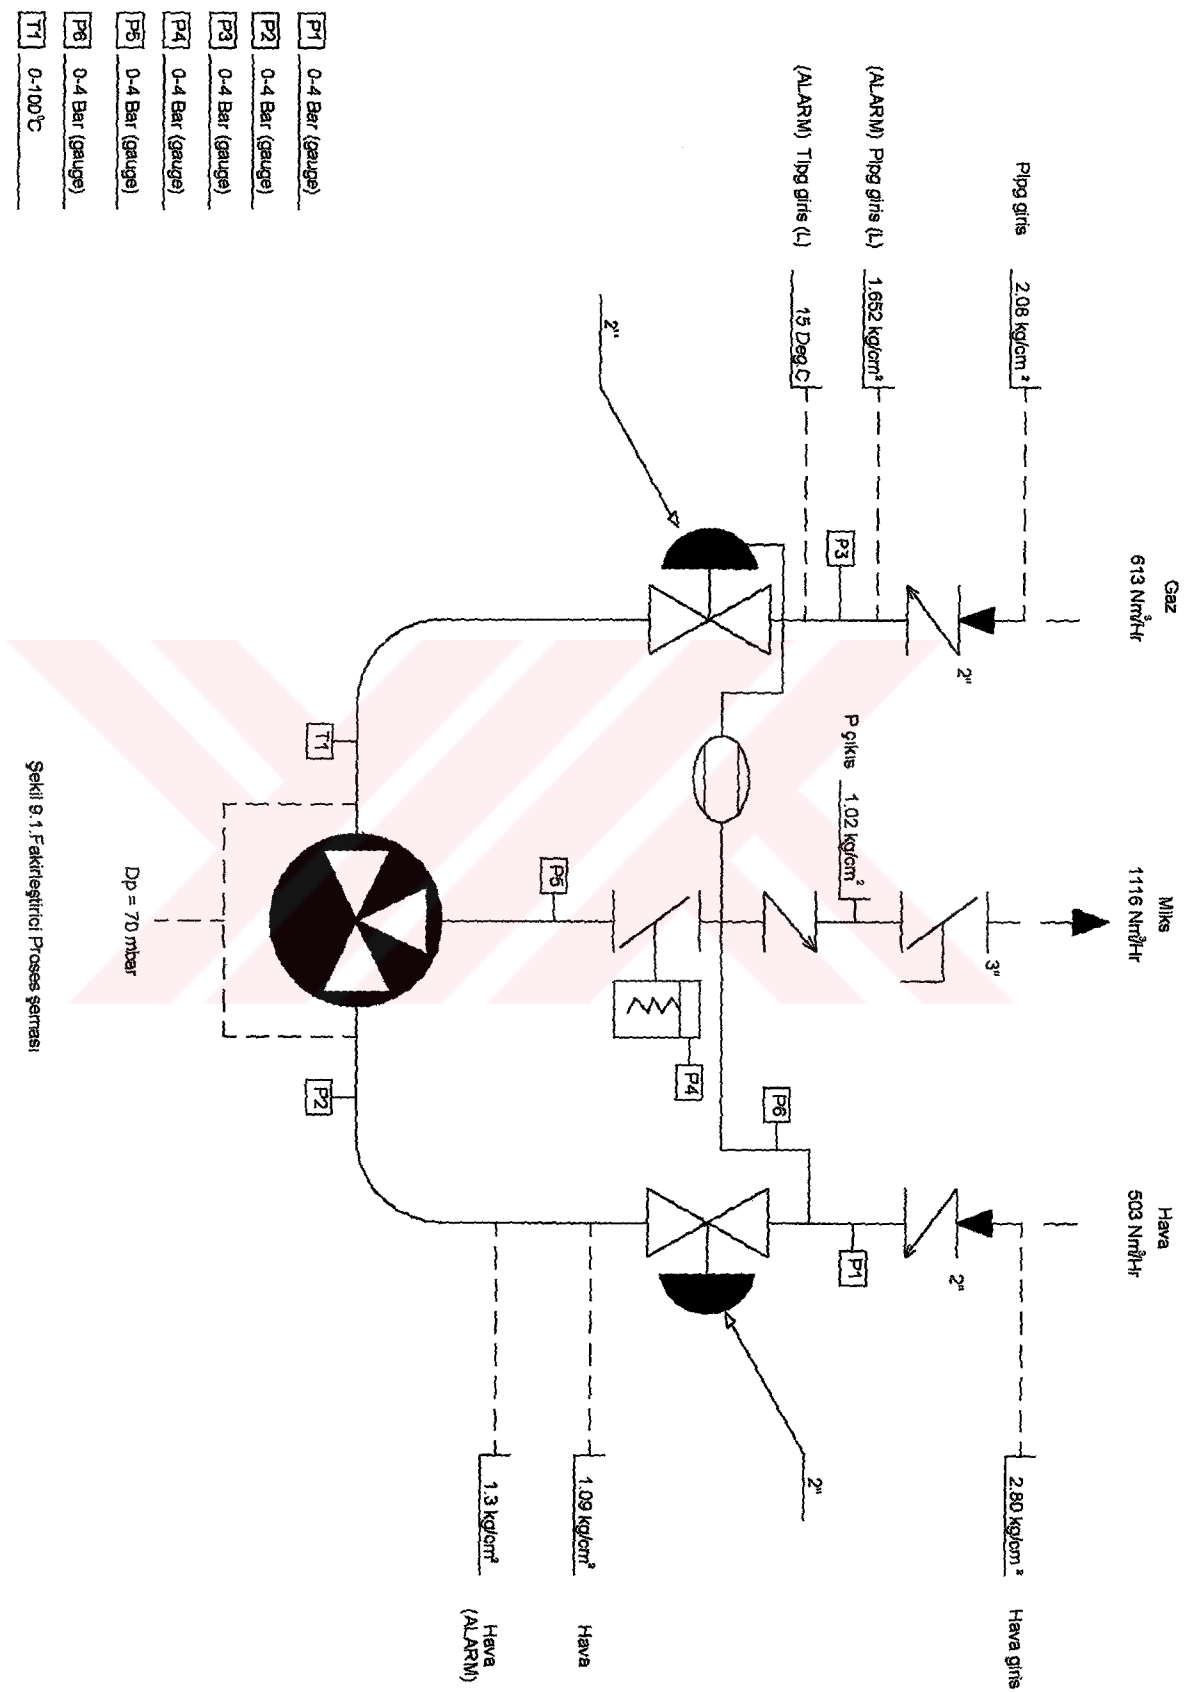 Gaz
613 Nm³/Hr
Miks
1116 Nm³/Hr
Hava
503 Nm³/Hr
Plpg giris
2.08 kg/cm²
2"
3"
2"
2.80 kg/cm²
Hava giris
(ALARM) Plpg giris (L)
1.652 kg/cm²
P3
P çıkıs
1.02 kg/cm²
P1
(ALARM) Tlpg giris (L)
15 Deg.C
P6
2"
P4
2"
P5
1.09 kg/cm²
Hava
1.3 kg/cm²
Hava
(ALARM)
T1
P2
Dp = 70 mbar
P1 0-4 Bar (gauge)
P2 0-4 Bar (gauge)
P3 0-4 Bar (gauge)
P4 0-4 Bar (gauge)
P5 0-4 Bar (gauge)
P6 0-4 Bar (gauge)
T1 0-100°C
Şekil 9.1.Fakirleştirici Proses şeması